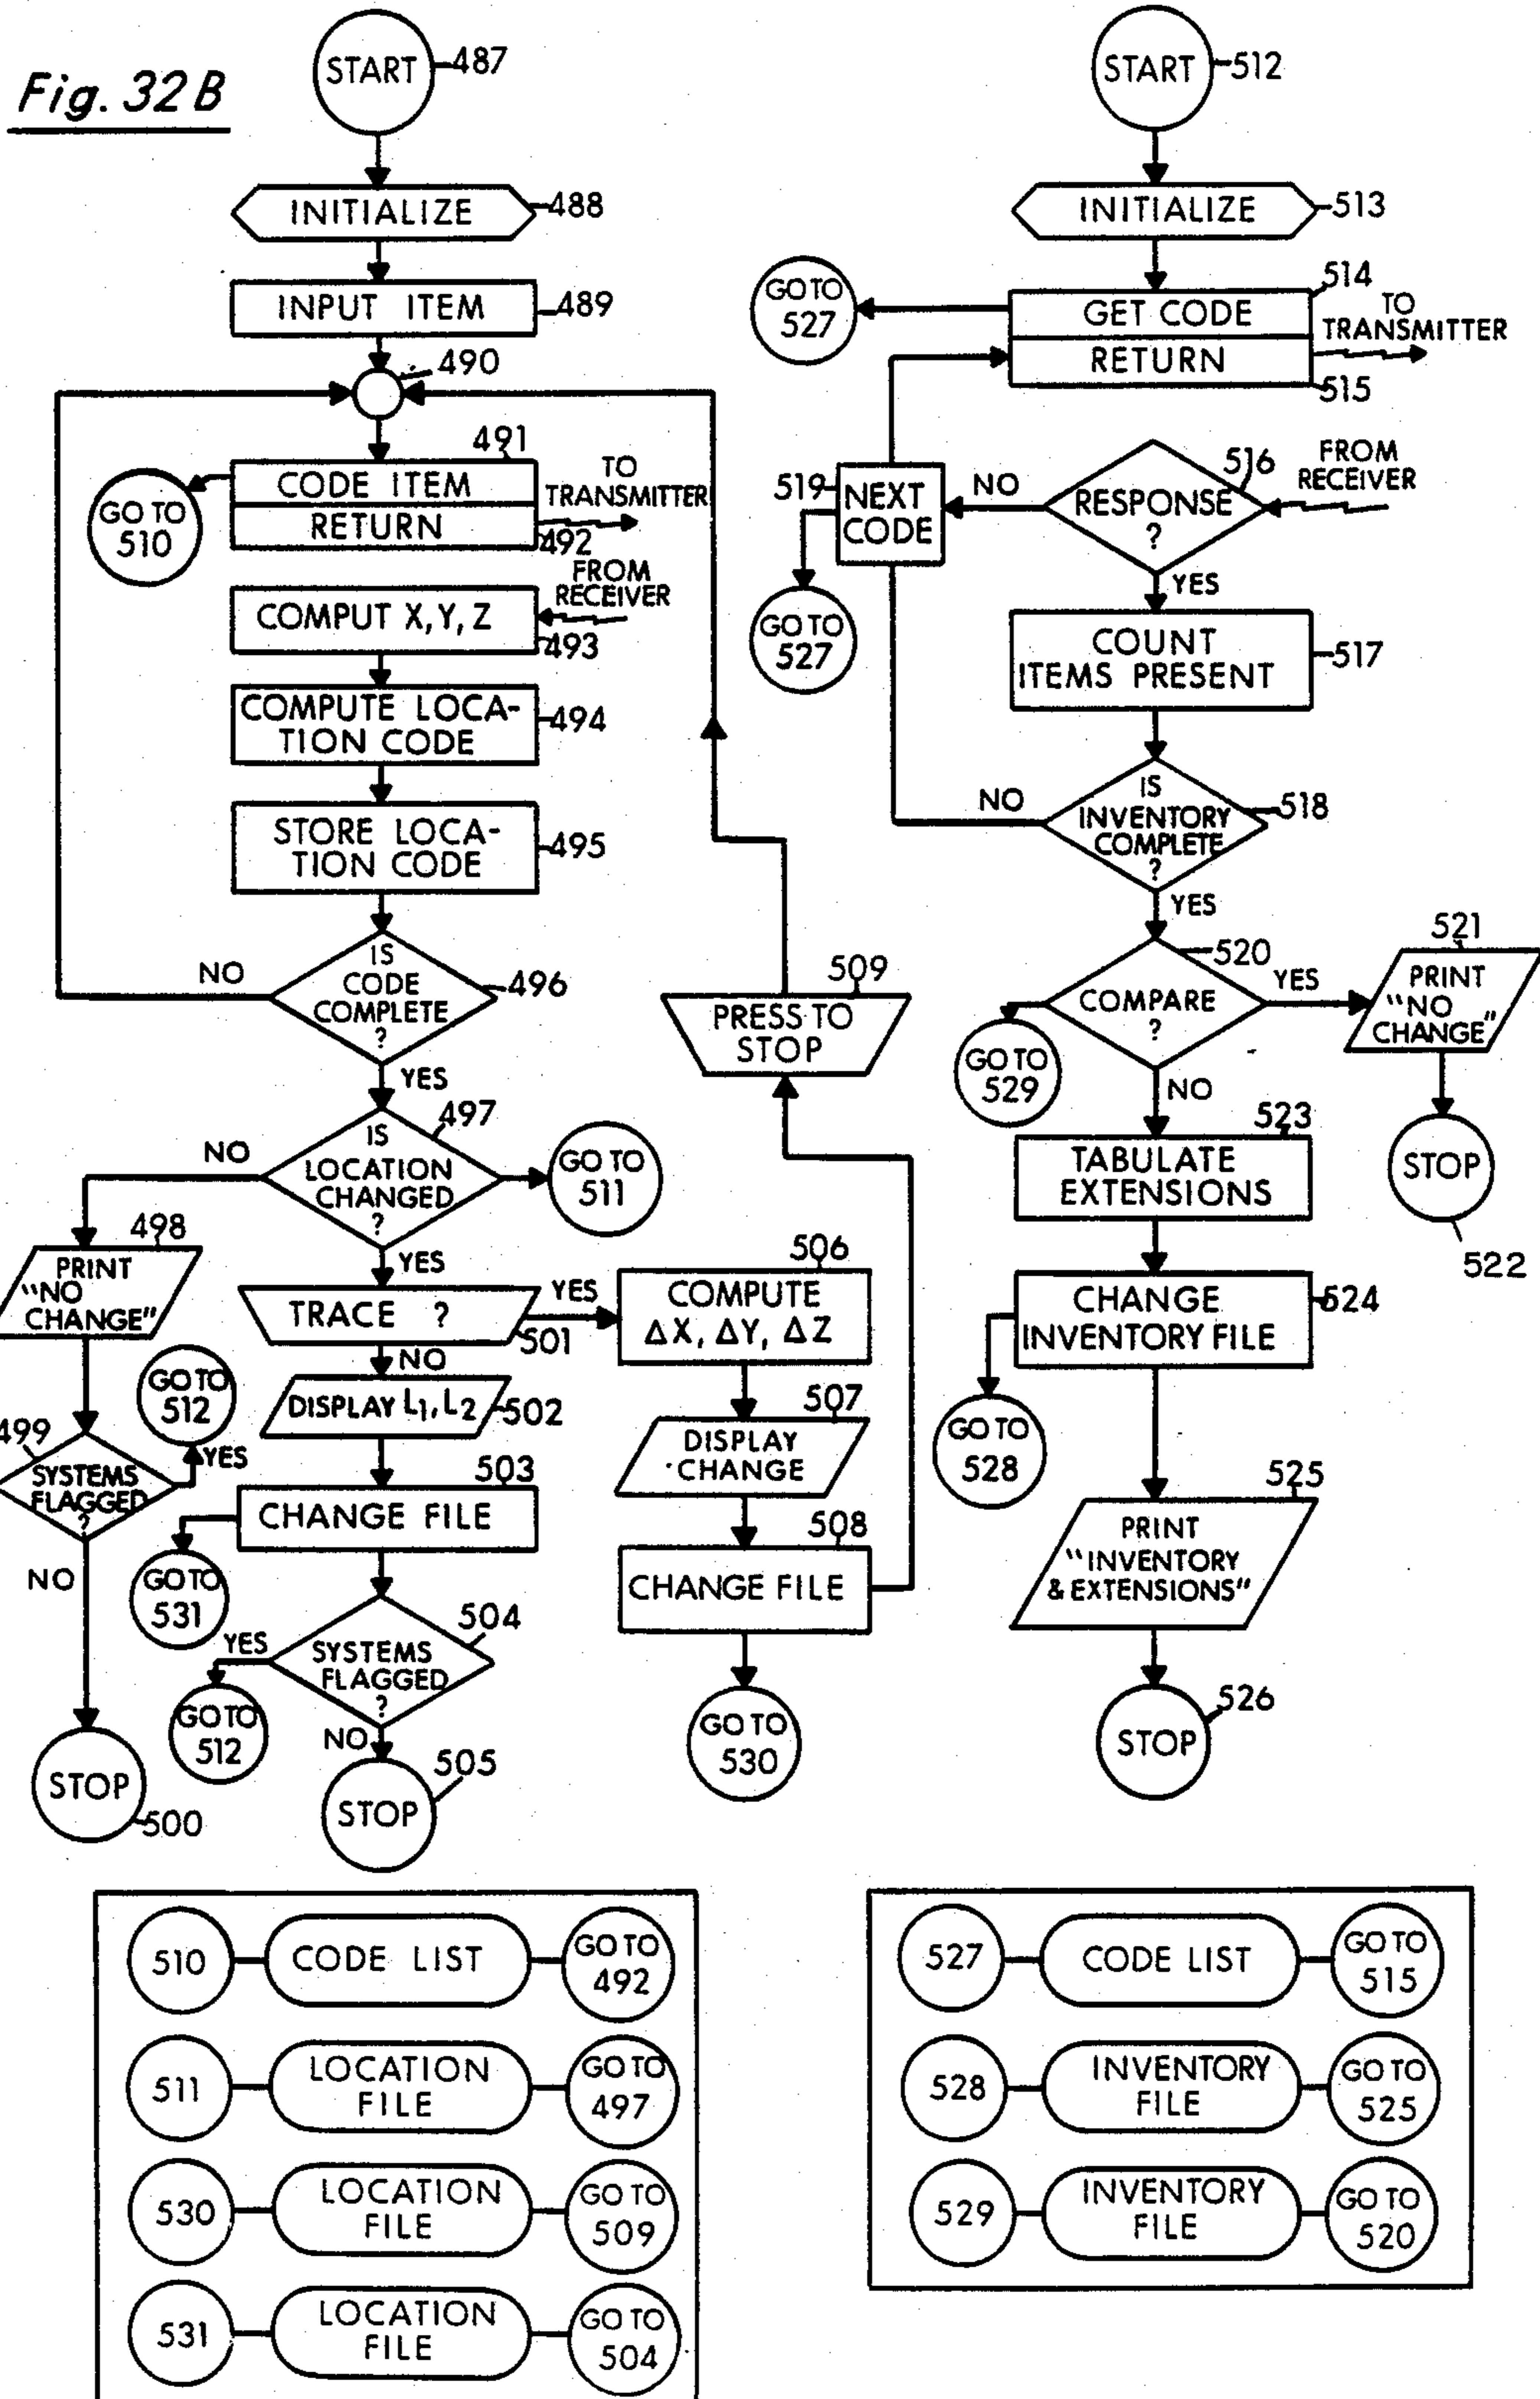 Fig. 32B
START
487
INITIALIZE
488
INPUT ITEM
489
490
491
CODE ITEM
RETURN
492
TO
TRANSMITTER
GO TO
510
FROM
RECEIVER
COMPUT X, Y, Z
493
COMPUTE LOCA-
TION CODE
494
STORE LOCA-
TION CODE
495
IS
CODE
COMPLETE
?
496
NO
YES
497
IS
LOCATION
CHANGED
?
NO
GO TO
511
YES
498
PRINT
"NO
CHANGE"
499
SYSTEMS
FLAGGED
?
YES
GO TO
512
NO
STOP
500
TRACE ?
501
YES
NO
DISPLAY L1, L2
502
503
CHANGE FILE
GO TO
531
504
SYSTEMS
FLAGGED
?
YES
GO TO
512
NO
STOP
505
506
COMPUTE
ΔX, ΔY, ΔZ
507
DISPLAY
CHANGE
508
CHANGE FILE
GO TO
530
509
PRESS TO
STOP
START
512
INITIALIZE
513
514
GET CODE
RETURN
515
TO
TRANSMITTER
GO TO
527
516
RESPONSE
?
FROM
RECEIVER
NO
YES
519
NEXT
CODE
GO TO
527
COUNT
ITEMS PRESENT
517
IS
INVENTORY
COMPLETE
?
518
NO
YES
520
COMPARE
?
YES
GO TO
529
NO
521
PRINT
"NO
CHANGE"
STOP
522
523
TABULATE
EXTENSIONS
CHANGE
INVENTORY FILE
524
GO TO
528
525
PRINT
"INVENTORY
& EXTENSIONS"
STOP
526
510
CODE LIST
GO TO
492
511
LOCATION
FILE
GO TO
497
530
LOCATION
FILE
GO TO
509
531
LOCATION
FILE
GO TO
504
527
CODE LIST
GO TO
515
528
INVENTORY
FILE
GO TO
525
529
INVENTORY
FILE
GO TO
520